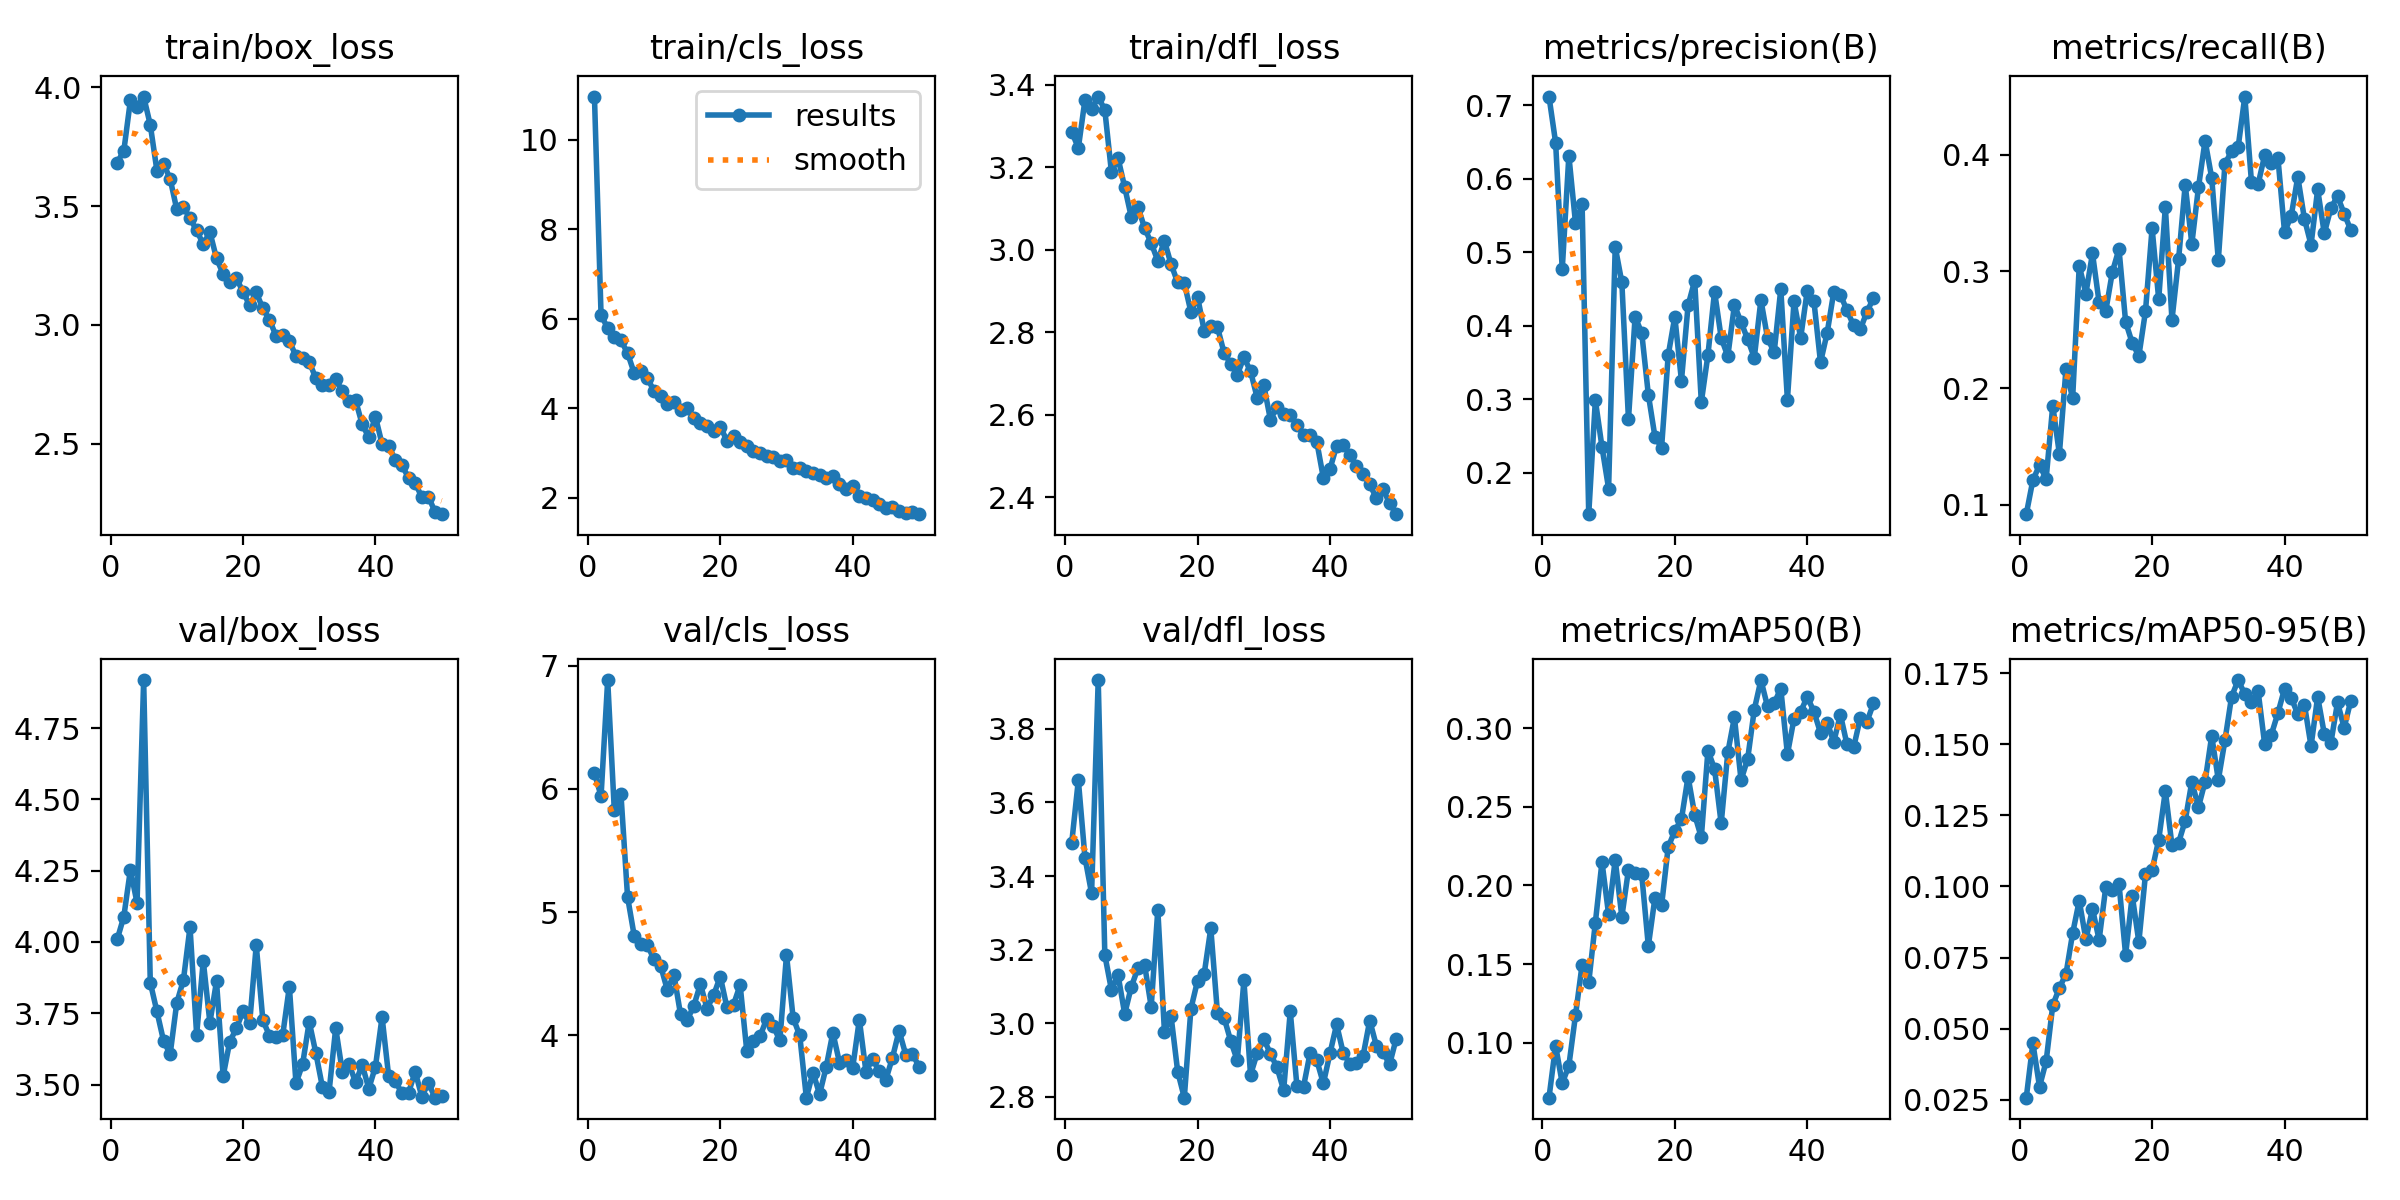 train/box_loss
4.0
3.5
3.0
2.5
0 20 40
train/cls_loss
results
smooth
10
8
6
4
2
0 20 40
train/dfl_loss
3.4
3.2
3.0
2.8
2.6
2.4
0 20 40
metrics/precision(B)
0.7
0.6
0.5
0.4
0.3
0.2
0 20 40
metrics/recall(B)
0.4
0.3
0.2
0.1
0 20 40
val/box_loss
4.75
4.50
4.25
4.00
3.75
3.50
0 20 40
val/cls_loss
7
6
5
4
0 20 40
val/dfl_loss
3.8
3.6
3.4
3.2
3.0
2.8
0 20 40
metrics/mAP50(B)
0.30
0.25
0.20
0.15
0.10
0 20 40
metrics/mAP50-95(B)
0.175
0.150
0.125
0.100
0.075
0.050
0.025
0 20 40